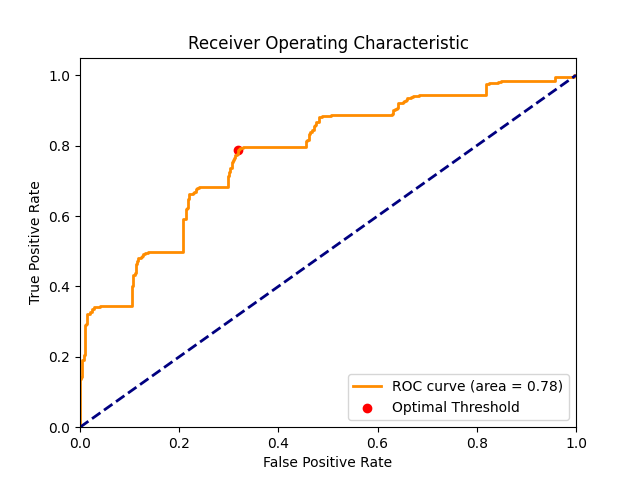 Receiver Operating Characteristic
1.0
0.8
0.6
0.4
0.2
0.0
True Positive Rate
0.0 0.2 0.4 0.6 0.8 1.0
False Positive Rate
ROC curve (area = 0.78)
Optimal Threshold